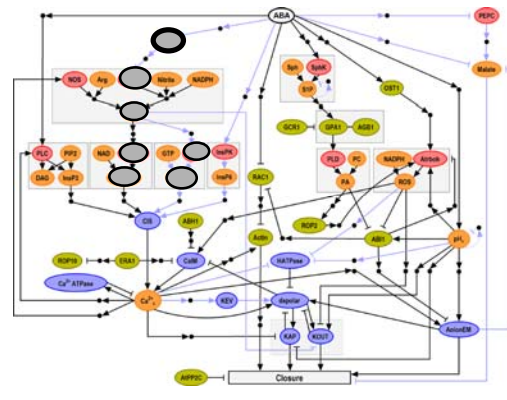 ABA
PEPC
NOS Arg Nitrite NADPH
Sph SphK
Malate
S1P
OST1
GCR1 GPA1 AGB1
PLC PIP2 NAD GTP InsPK
PLD PC NADPH Atrboh
DAG InsP3 InsP6
RAC1 PA ROS
CIS ABH1 ROP2
Actin ABI1 pHc
ROP10 ERA1 CaIM HATPase
Ca2+ ATPase
Ca2+c KEV depolar
KAP KOUT AnionEM
AtPP2C Closure